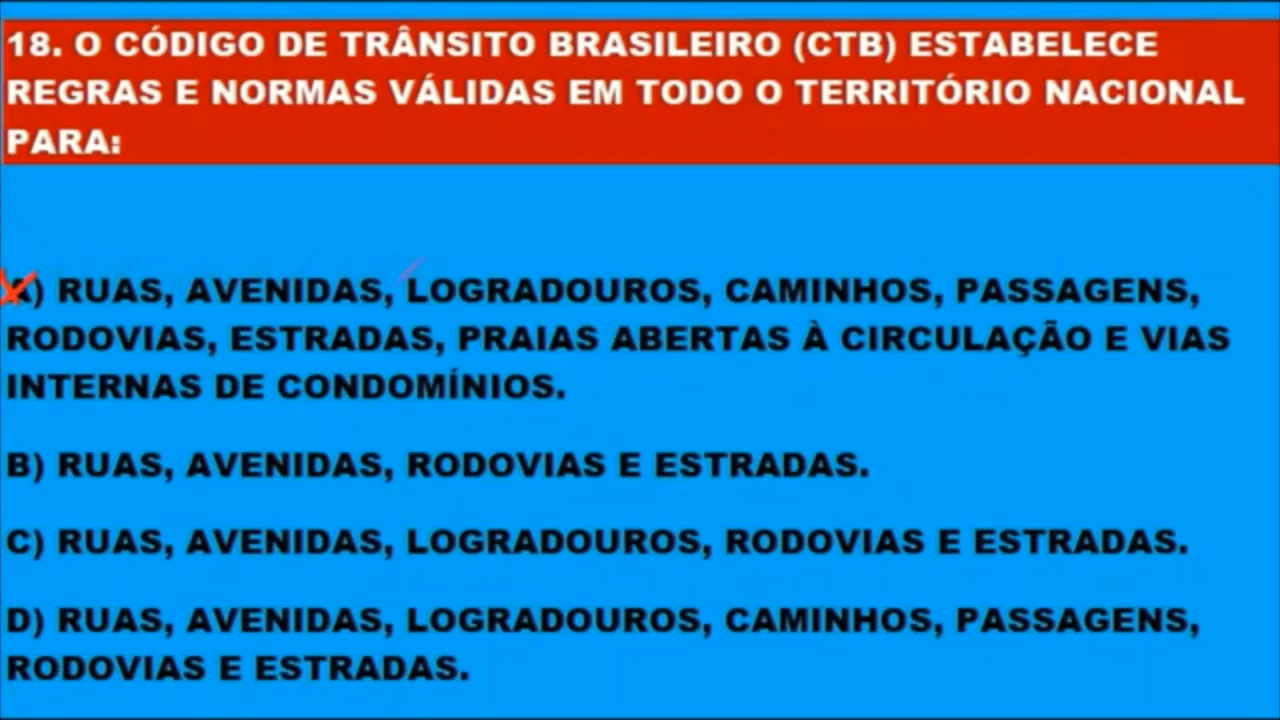 18. O CÓDIGO DE TRÂNSITO BRASILEIRO (CTB) ESTABELECE
REGRAS E NORMAS VÁLIDAS EM TODO O TERRITÓRIO NACIONAL
PARA:
A) RUAS, AVENIDAS, LOGRADOUROS, CAMINHOS, PASSAGENS,
RODOVIAS, ESTRADAS, PRAIAS ABERTAS À CIRCULAÇÃO E VIAS
INTERNAS DE CONDOMÍNIOS.
B) RUAS, AVENIDAS, RODOVIAS E ESTRADAS.
C) RUAS, AVENIDAS, LOGRADOUROS, RODOVIAS E ESTRADAS.
D) RUAS, AVENIDAS, LOGRADOUROS, CAMINHOS, PASSAGENS,
RODOVIAS E ESTRADAS.